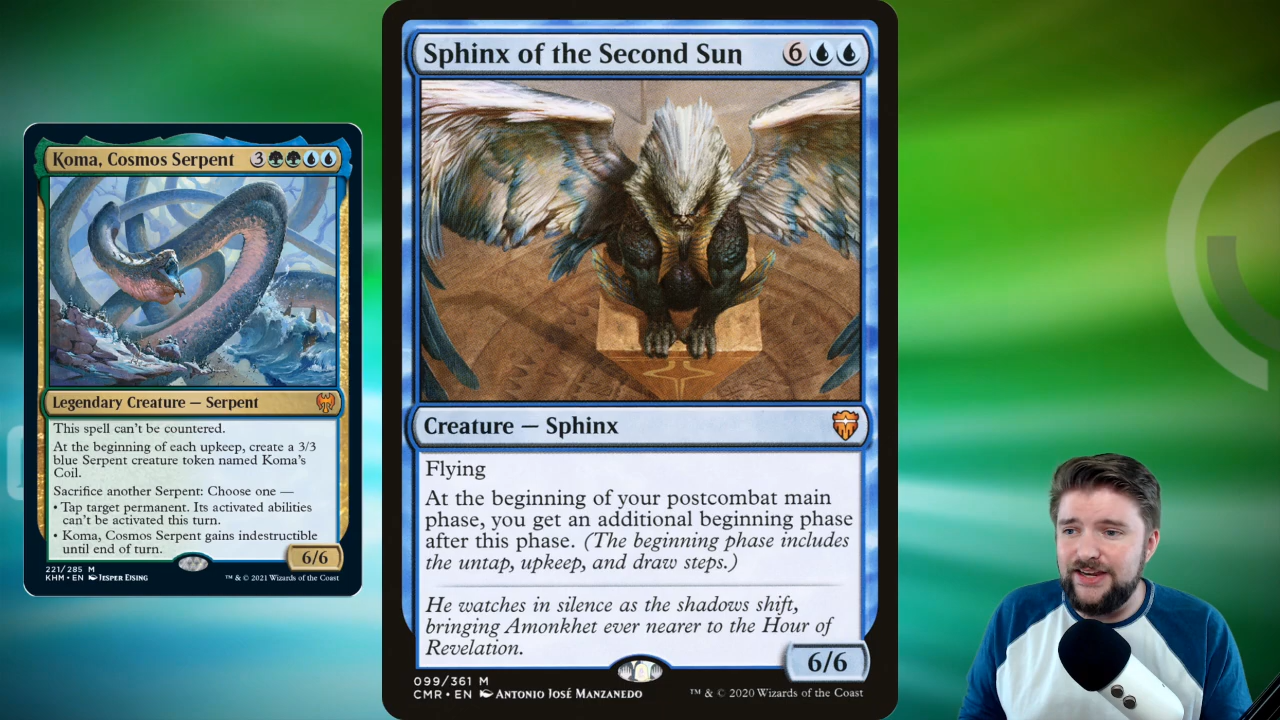 Koma, Cosmos Serpent 3
Legendary Creature — Serpent
This spell can't be countered.
At the beginning of each upkeep, create a 3/3
blue Serpent creature token named Koma's
Coil.
Sacrifice another Serpent: Choose one —
• Tap target permanent. Its activated abilities
can't be activated this turn.
• Koma, Cosmos Serpent gains indestructible
until end of turn.
6/6
221/285 M
KHM • EN Jesper Ejsing
™ & © 2021 Wizards of the Coast
Sphinx of the Second Sun 6
Creature — Sphinx
Flying
At the beginning of your postcombat main
phase, you get an additional beginning phase
after this phase. (The beginning phase includes
the untap, upkeep, and draw steps.)
He watches in silence as the shadows shift,
bringing Amonkhet ever nearer to the Hour of
Revelation.
6/6
099/361 M
CMR • EN Antonio José Manzanedo
™ & © 2020 Wizards of the Coast